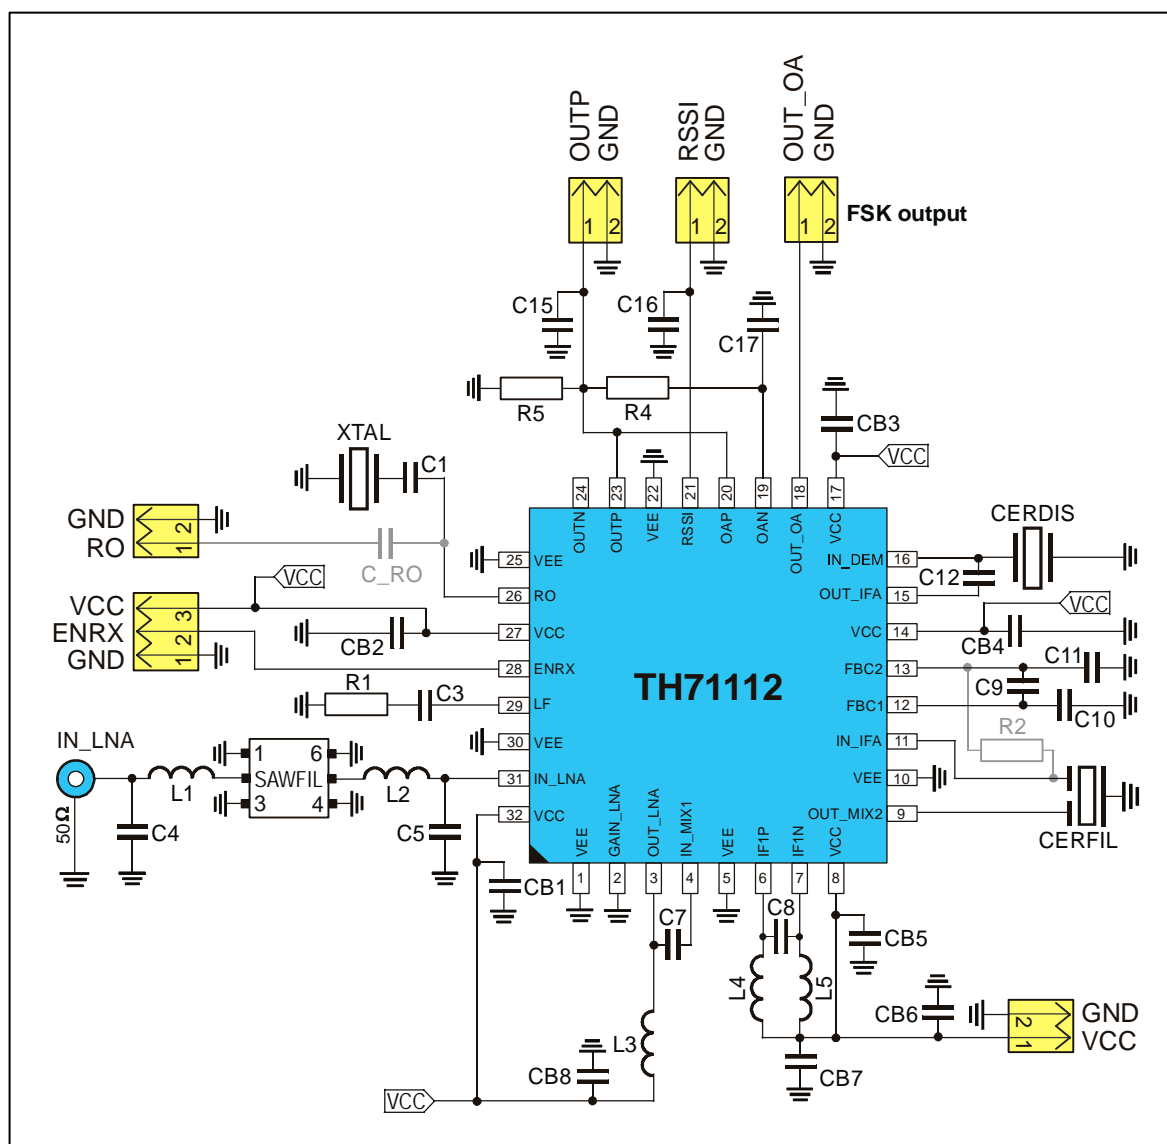 OUTP
GND
RSSI
GND
OUT_OA
GND
1
2
1
2
1
2
FSK output
C15
C16
C17
R5
R4
CB3
VCC
XTAL
C1
GND
RO
2
1
C_RO
VCC
VCC
ENRX
GND
3
2
1
CB2
R1
C3
24
23
22
21
20
19
18
17
OUTN
OUTP
VEE
RSSI
OAP
OAN
OUT_OA
VCC
25
VEE
26
RO
27
VCC
28
ENRX
29
LF
30
VEE
31
IN_LNA
32
VCC
TH71112
IN_DEM
16
OUT_IFA
15
VCC
14
FBC2
13
FBC1
12
IN_IFA
11
VEE
10
OUT_MIX2
9
CERDIS
C12
VCC
CB4
C11
C9
C10
R2
CERFIL
IN_LNA
50Ω
L1
C4
1
6
SAWFIL
3
4
L2
C5
VEE
GAIN_LNA
OUT_LNA
IN_MIX1
VEE
IF1P
IF1N
VCC
1
2
3
4
5
6
7
8
CB1
C7
C8
CB5
L4
L5
CB6
2
1
GND
VCC
L3
CB8
CB7
VCC